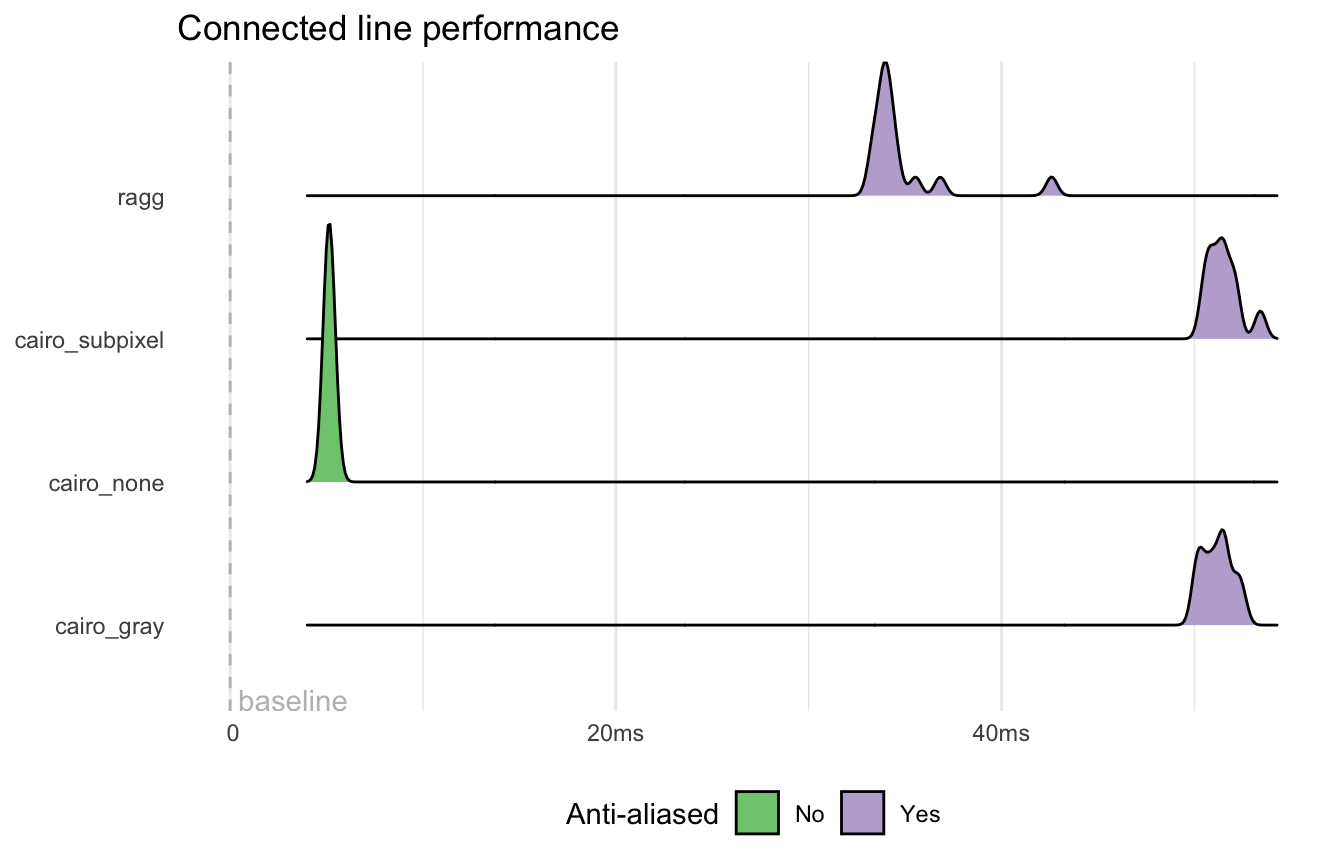 Connected line performance
ragg
cairo_subpixel
cairo_none
cairo_gray
baseline
0 20ms 40ms
Anti-aliased No Yes